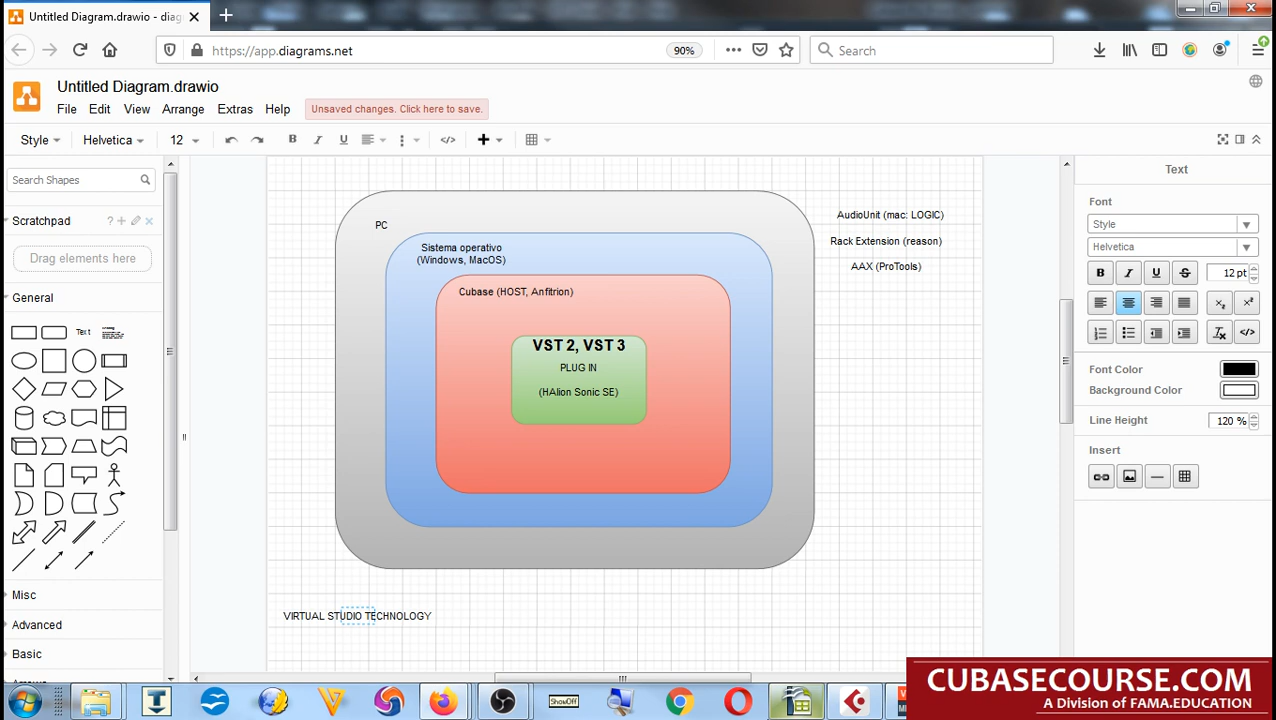 Untitled Diagram.drawio - diag
https://app.diagrams.net
90%
Search
Untitled Diagram.drawio
File Edit View Arrange Extras Help
Unsaved changes. Click here to save.
Style Helvetica 12
Search Shapes
Scratchpad
Drag elements here
General
Text
Misc
Advanced
Basic
PC
Sistema operativo
(Windows, MacOS)
Cubase (HOST, Anfitrion)
VST 2, VST 3
PLUG IN
(HAlion Sonic SE)
AudioUnit (mac: LOGIC)
Rack Extension (reason)
AAX (ProTools)
VIRTUAL STUDIO TECHNOLOGY
Text
Font
Style
Helvetica
B I U S 12 pt
Font Color
Background Color
Line Height 120 %
Insert
ShowOff
CUBASECOURSE.COM
A Division of FAMA.EDUCATION